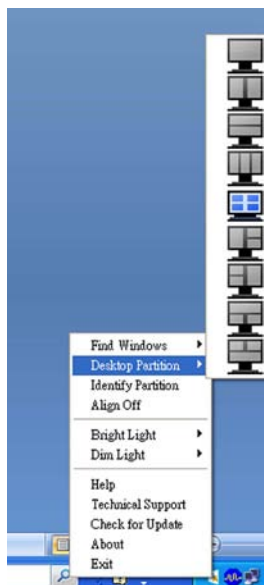 Find Windows
Desktop Partition
Identify Partition
Align Off
Bright Light
Dim Light
Help
Technical Support
Check for Update
About
Exit